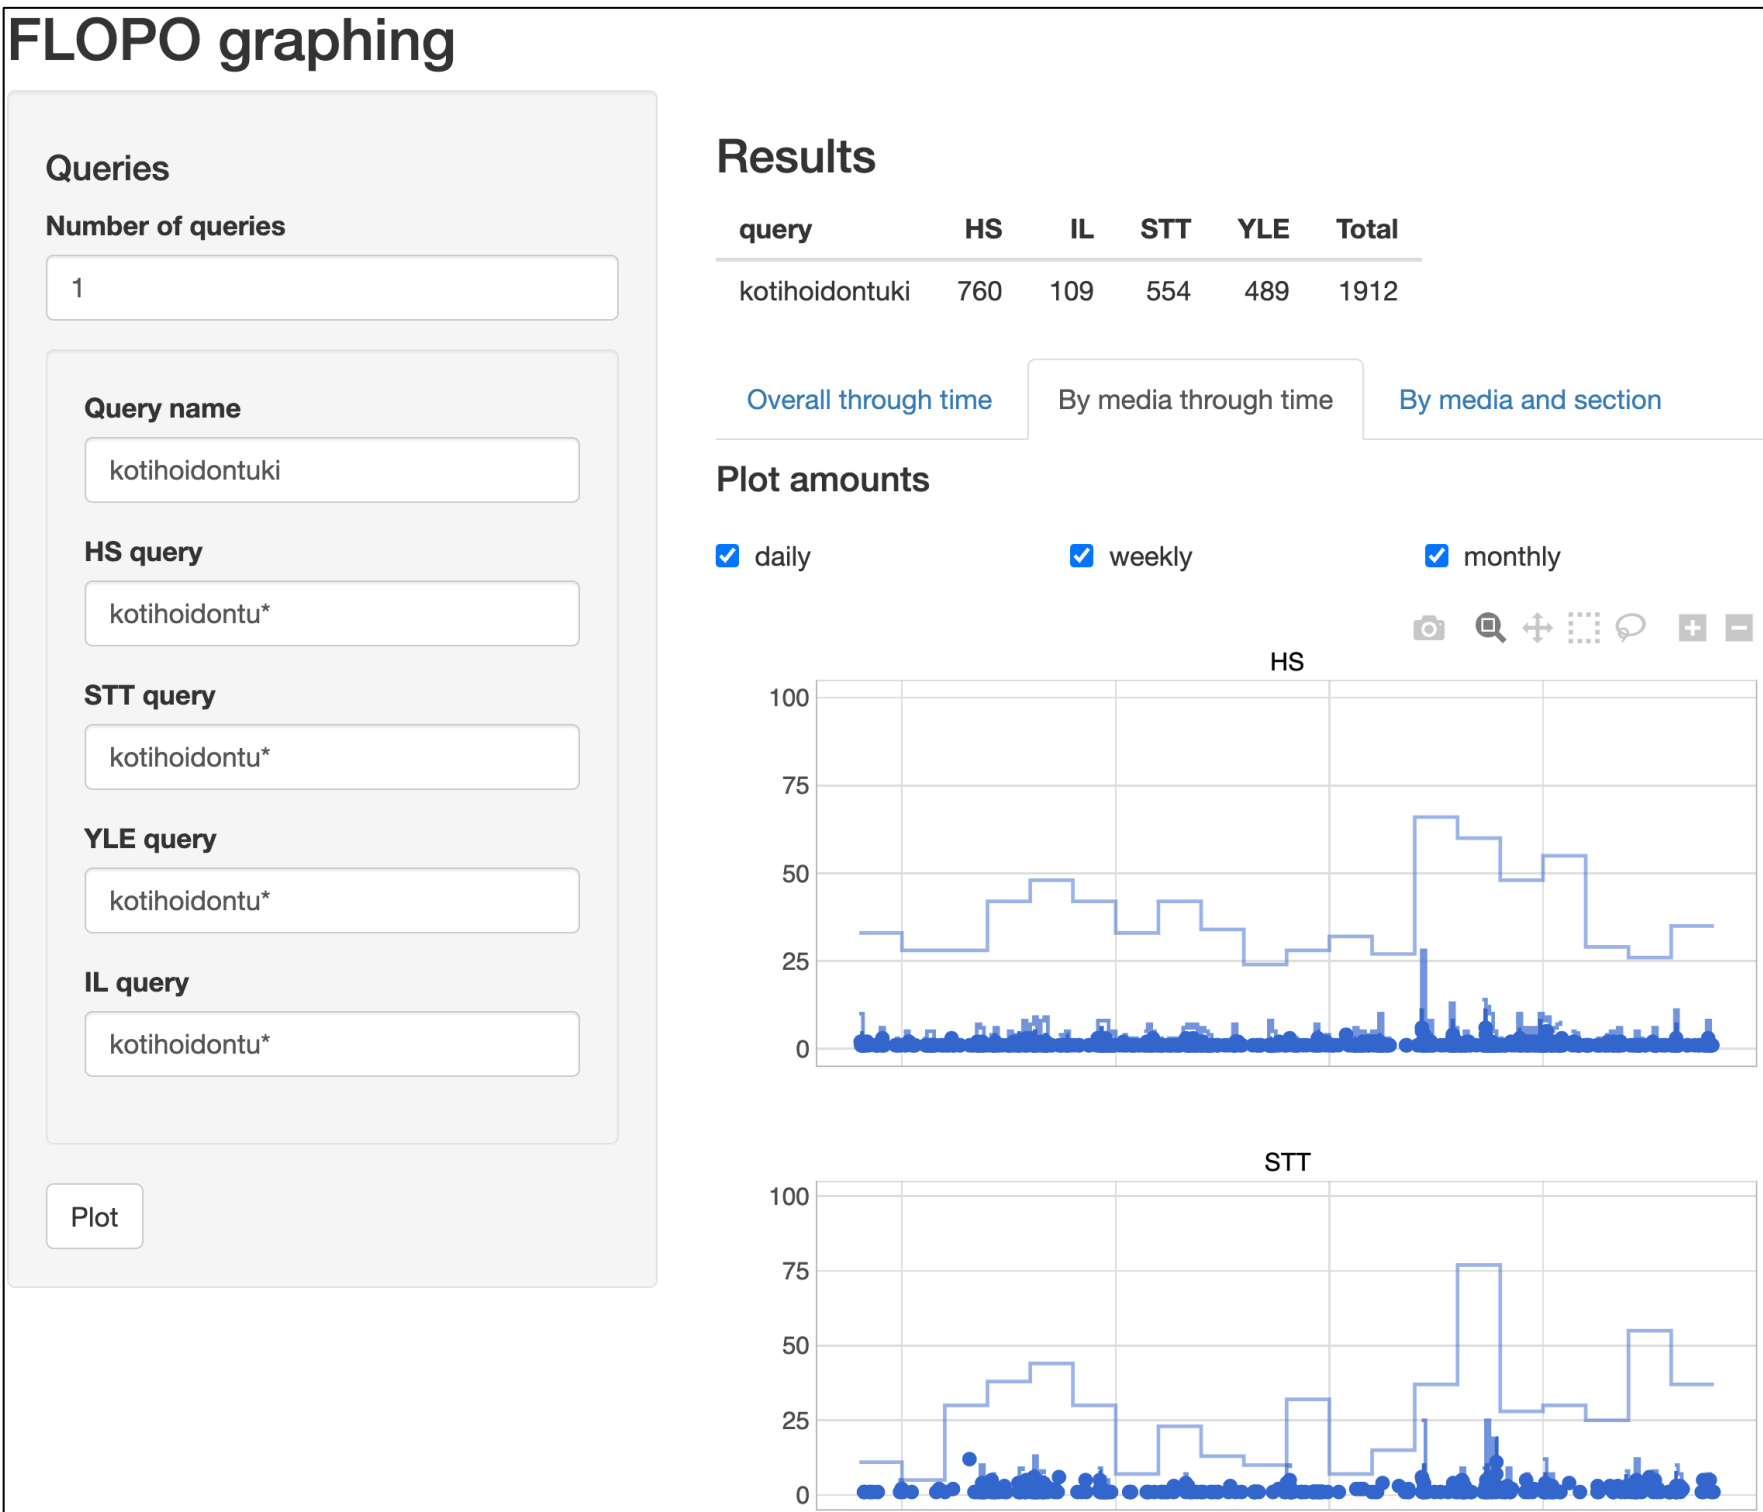 FLOPO graphing
Queries
Number of queries
1
Query name
kotihoidontuki
HS query
kotihoidontu*
STT query
kotihoidontu*
YLE query
kotihoidontu*
IL query
kotihoidontu*
Plot
Results
query HS IL STT YLE Total
kotihoidontuki 760 109 554 489 1912
Overall through time By media through time By media and section
Plot amounts
daily weekly monthly
HS
100
75
50
25
0
STT
100
75
50
25
0